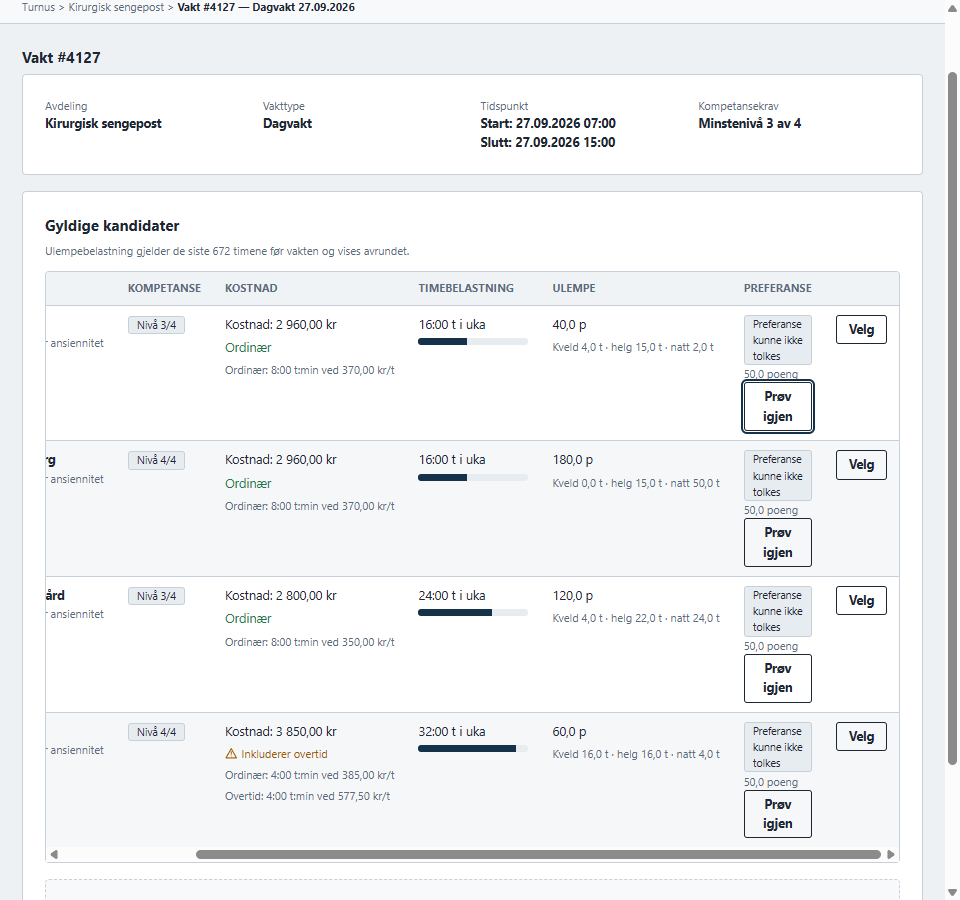 Turnus > Kirurgisk sengepost > Vakt #4127 — Dagvakt 27.09.2026
Vakt #4127
Avdeling
Kirurgisk sengepost
Vakttype
Dagvakt
Tidspunkt
Start: 27.09.2026 07:00
Slutt: 27.09.2026 15:00
Kompetansekrav
Minstenivå 3 av 4
Gyldige kandidater
Ulempebelastning gjelder de siste 672 timene før vakten og vises avrundet.
KOMPETANSE KOSTNAD TIMEBELASTNING ULEMPE PREFERANSE
r ansiennitet
Nivå 3/4
Kostnad: 2 960,00 kr
Ordinær
Ordinær: 8:00 t:min ved 370,00 kr/t
16:00 t i uka
40,0 p
Kveld 4,0 t · helg 15,0 t · natt 2,0 t
Preferanse
kunne ikke
tolkes
50,0 poeng
Prøv
igjen
Velg
rg
r ansiennitet
Nivå 4/4
Kostnad: 2 960,00 kr
Ordinær
Ordinær: 8:00 t:min ved 370,00 kr/t
16:00 t i uka
180,0 p
Kveld 0,0 t · helg 15,0 t · natt 50,0 t
Preferanse
kunne ikke
tolkes
50,0 poeng
Prøv
igjen
Velg
ård
r ansiennitet
Nivå 3/4
Kostnad: 2 800,00 kr
Ordinær
Ordinær: 8:00 t:min ved 350,00 kr/t
24:00 t i uka
120,0 p
Kveld 4,0 t · helg 22,0 t · natt 24,0 t
Preferanse
kunne ikke
tolkes
50,0 poeng
Prøv
igjen
Velg
r ansiennitet
Nivå 4/4
Kostnad: 3 850,00 kr
Inkluderer overtid
Ordinær: 4:00 t:min ved 385,00 kr/t
Overtid: 4:00 t:min ved 577,50 kr/t
32:00 t i uka
60,0 p
Kveld 16,0 t · helg 16,0 t · natt 4,0 t
Preferanse
kunne ikke
tolkes
50,0 poeng
Prøv
igjen
Velg